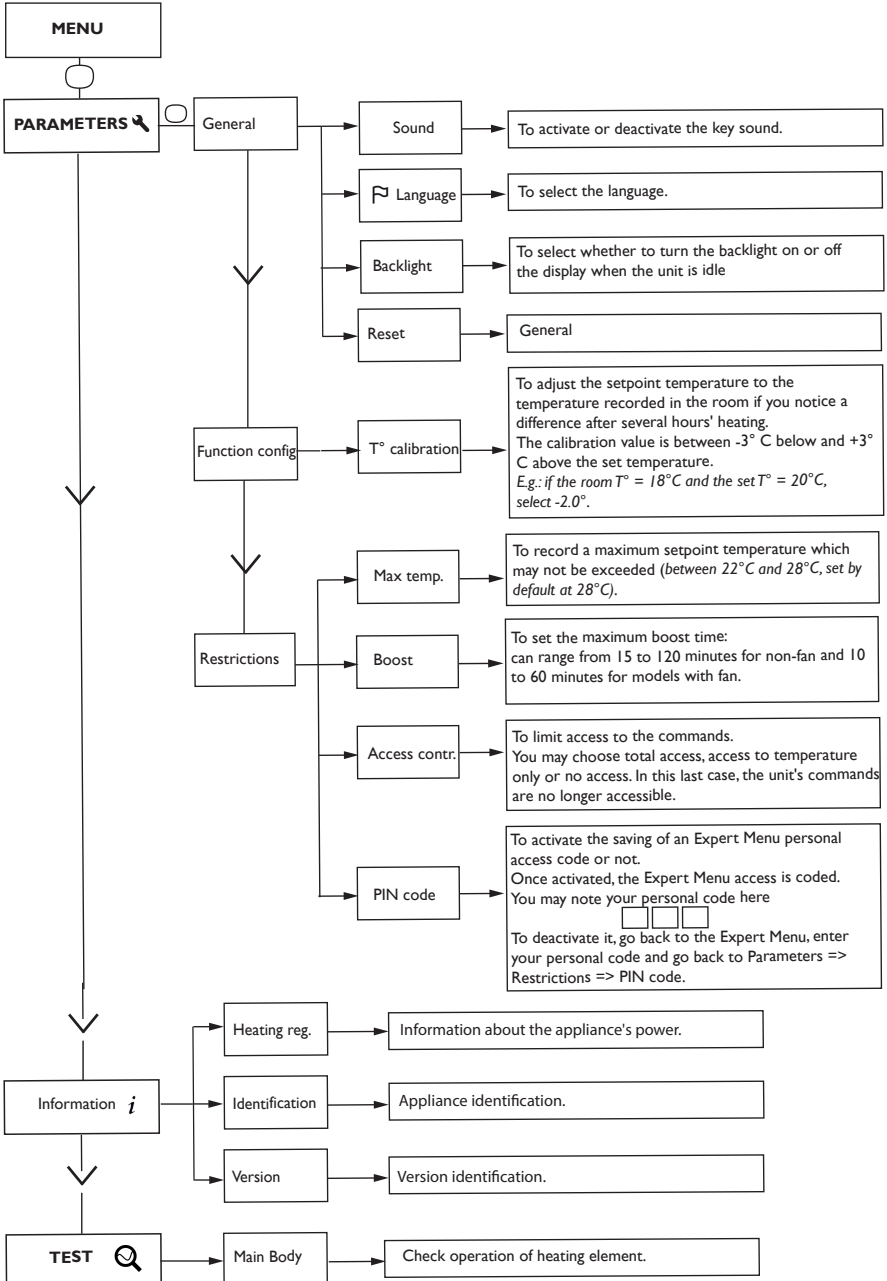 MENU
PARAMETERS
General
Sound
To activate or deactivate the key sound.
Language
To select the language.
Backlight
To select whether to turn the backlight on or off
the display when the unit is idle
Reset
General
Function config
T° calibration
To adjust the setpoint temperature to the
temperature recorded in the room if you notice a
difference after several hours' heating.
The calibration value is between -3° C below and +3°
C above the set temperature.
E.g.: if the room T° = 18°C and the set T° = 20°C,
select -2.0°.
Restrictions
Max temp.
To record a maximum setpoint temperature which
may not be exceeded (between 22°C and 28°C, set by
default at 28°C).
Boost
To set the maximum boost time:
can range from 15 to 120 minutes for non-fan and 10
to 60 minutes for models with fan.
Access contr.
To limit access to the commands.
You may choose total access, access to temperature
only or no access. In this last case, the unit's commands
are no longer accessible.
PIN code
To activate the saving of an Expert Menu personal
access code or not.
Once activated, the Expert Menu access is coded.
You may note your personal code here
To deactivate it, go back to the Expert Menu, enter
your personal code and go back to Parameters =>
Restrictions => PIN code.
Information i
Heating reg.
Information about the appliance's power.
Identification
Appliance identification.
Version
Version identification.
TEST
Main Body
Check operation of heating element.